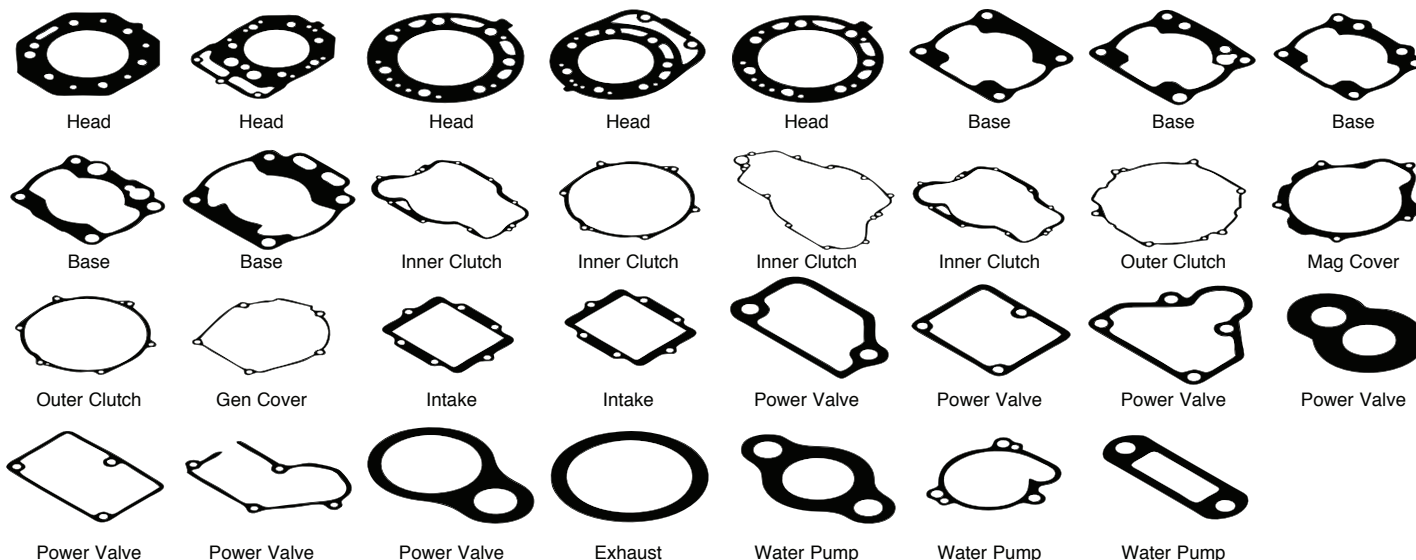 Head Head Head Head Head Base Base Base
Base Base Inner Clutch Inner Clutch Inner Clutch Inner Clutch Outer Clutch Mag Cover
Outer Clutch Gen Cover Intake Intake Power Valve Power Valve Power Valve Power Valve
Power Valve Power Valve Power Valve Exhaust Water Pump Water Pump Water Pump